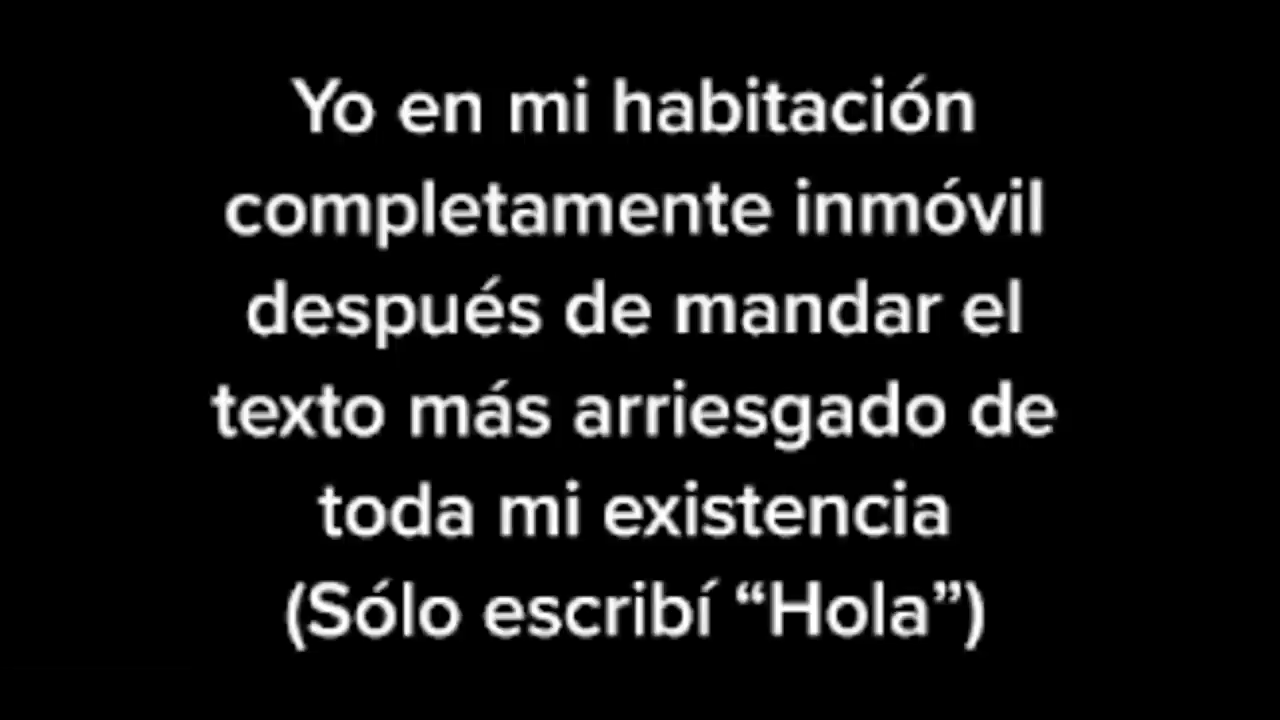 Yo en mi habitación
completamente inmóvil
después de mandar el
texto más arriesgado de
toda mi existencia
(Sólo escribí “Hola”)